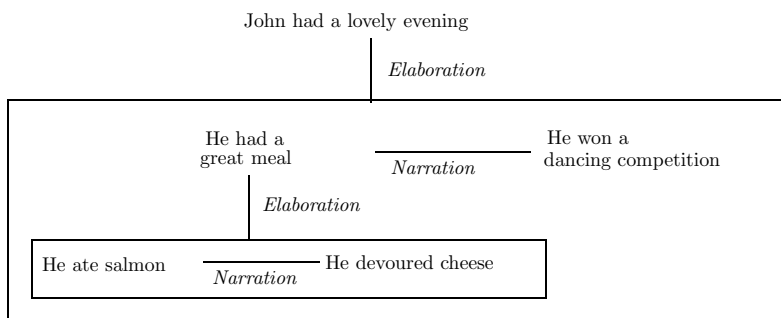 John had a lovely evening
Elaboration
He had a
great meal
Narration
He won a
dancing competition
Elaboration
He ate salmon
Narration
He devoured cheese